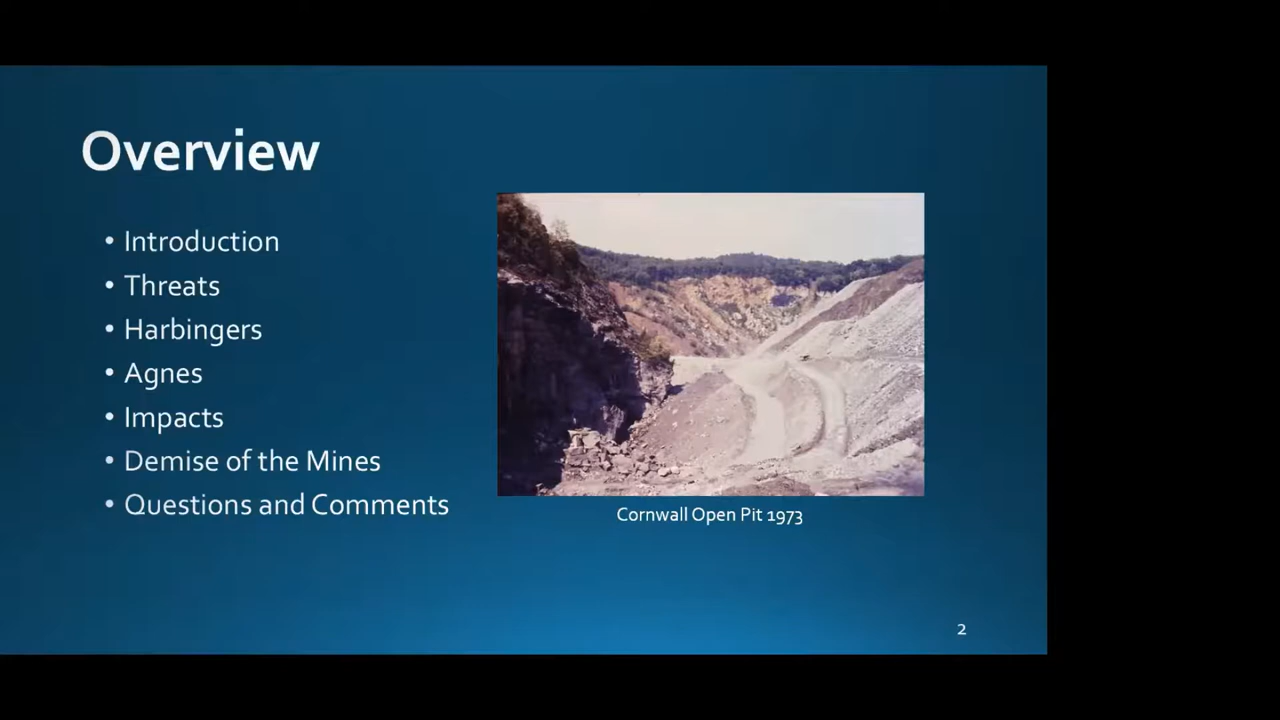 Overview
• Introduction
• Threats
• Harbingers
• Agnes
• Impacts
• Demise of the Mines
• Questions and Comments
Cornwall Open Pit 1973
2